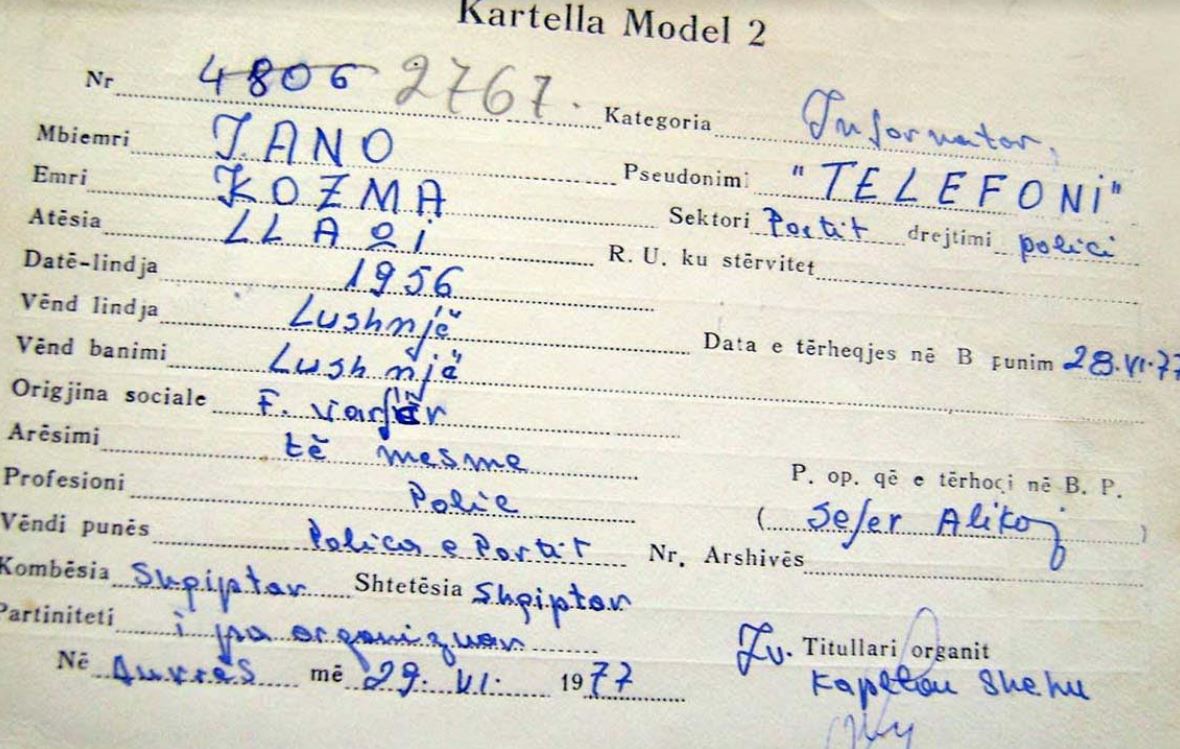 Kartella Model 2
Nr 4806 2767. Kategoria Informator,
Mbiemri JANO Pseudonimi "TELEFONI"
Emri KOZMA Sektori Portit drejtimi polici
Atësia LLAQI R. U. ku stërvitet
Datë-lindja 1956
Vënd lindja Lushnjë Data e tërheqjes në B punim 28.VI.77
Vënd banimi Lushnjë
Origjina sociale F. varfër
Arësimi të mesme P. op. që e tërhoqi në B. P.
Profesioni Polic (Sefer Alikoj)
Vëndi punës Policia e Portit Nr. Arshivës
Kombësia Shqiptar Shtetësia Shqiptar
Partiniteti i pa organizuar Zv. Titullari organit
Në Durrës më 29. VI. 1977 Kapiten Shehu